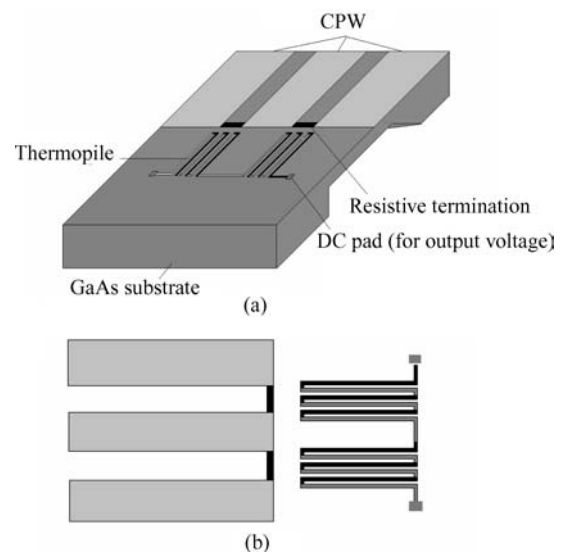 CPW
Thermopile
Resistive termination
DC pad (for output voltage)
GaAs substrate
(a)
(b)